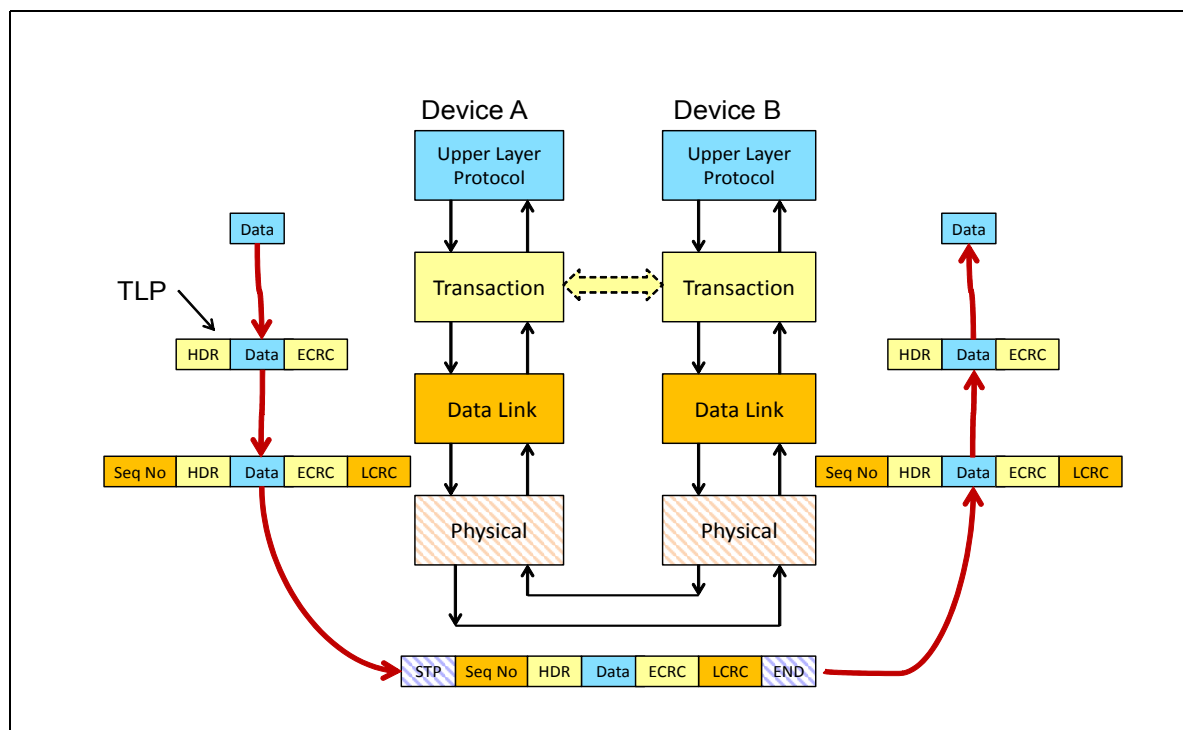 Device A
Device B
Upper Layer
Protocol
Upper Layer
Protocol
Data
Data
TLP
Transaction
Transaction
HDR
Data
ECRC
HDR
Data
ECRC
Data Link
Data Link
Seq No
HDR
Data
ECRC
LCRC
Seq No
HDR
Data
ECRC
LCRC
Physical
Physical
STP
Seq No
HDR
Data
ECRC
LCRC
END